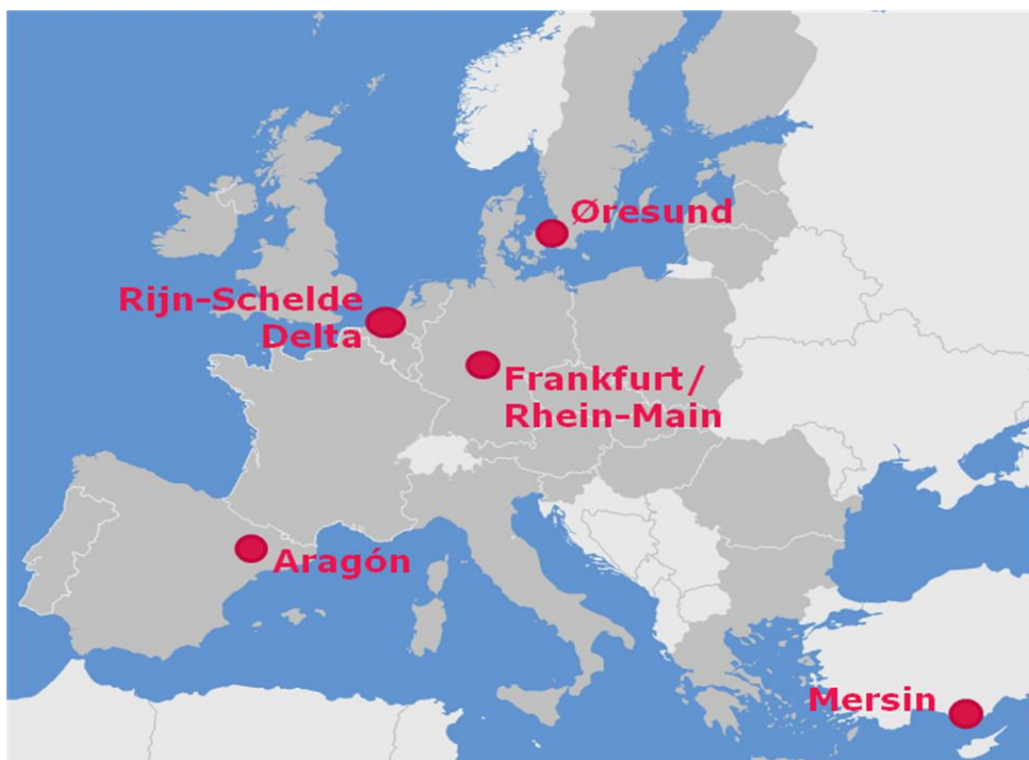 Øresund
Rijn-Schelde
Delta
Frankfurt/
Rhein-Main
Aragón
Mersin